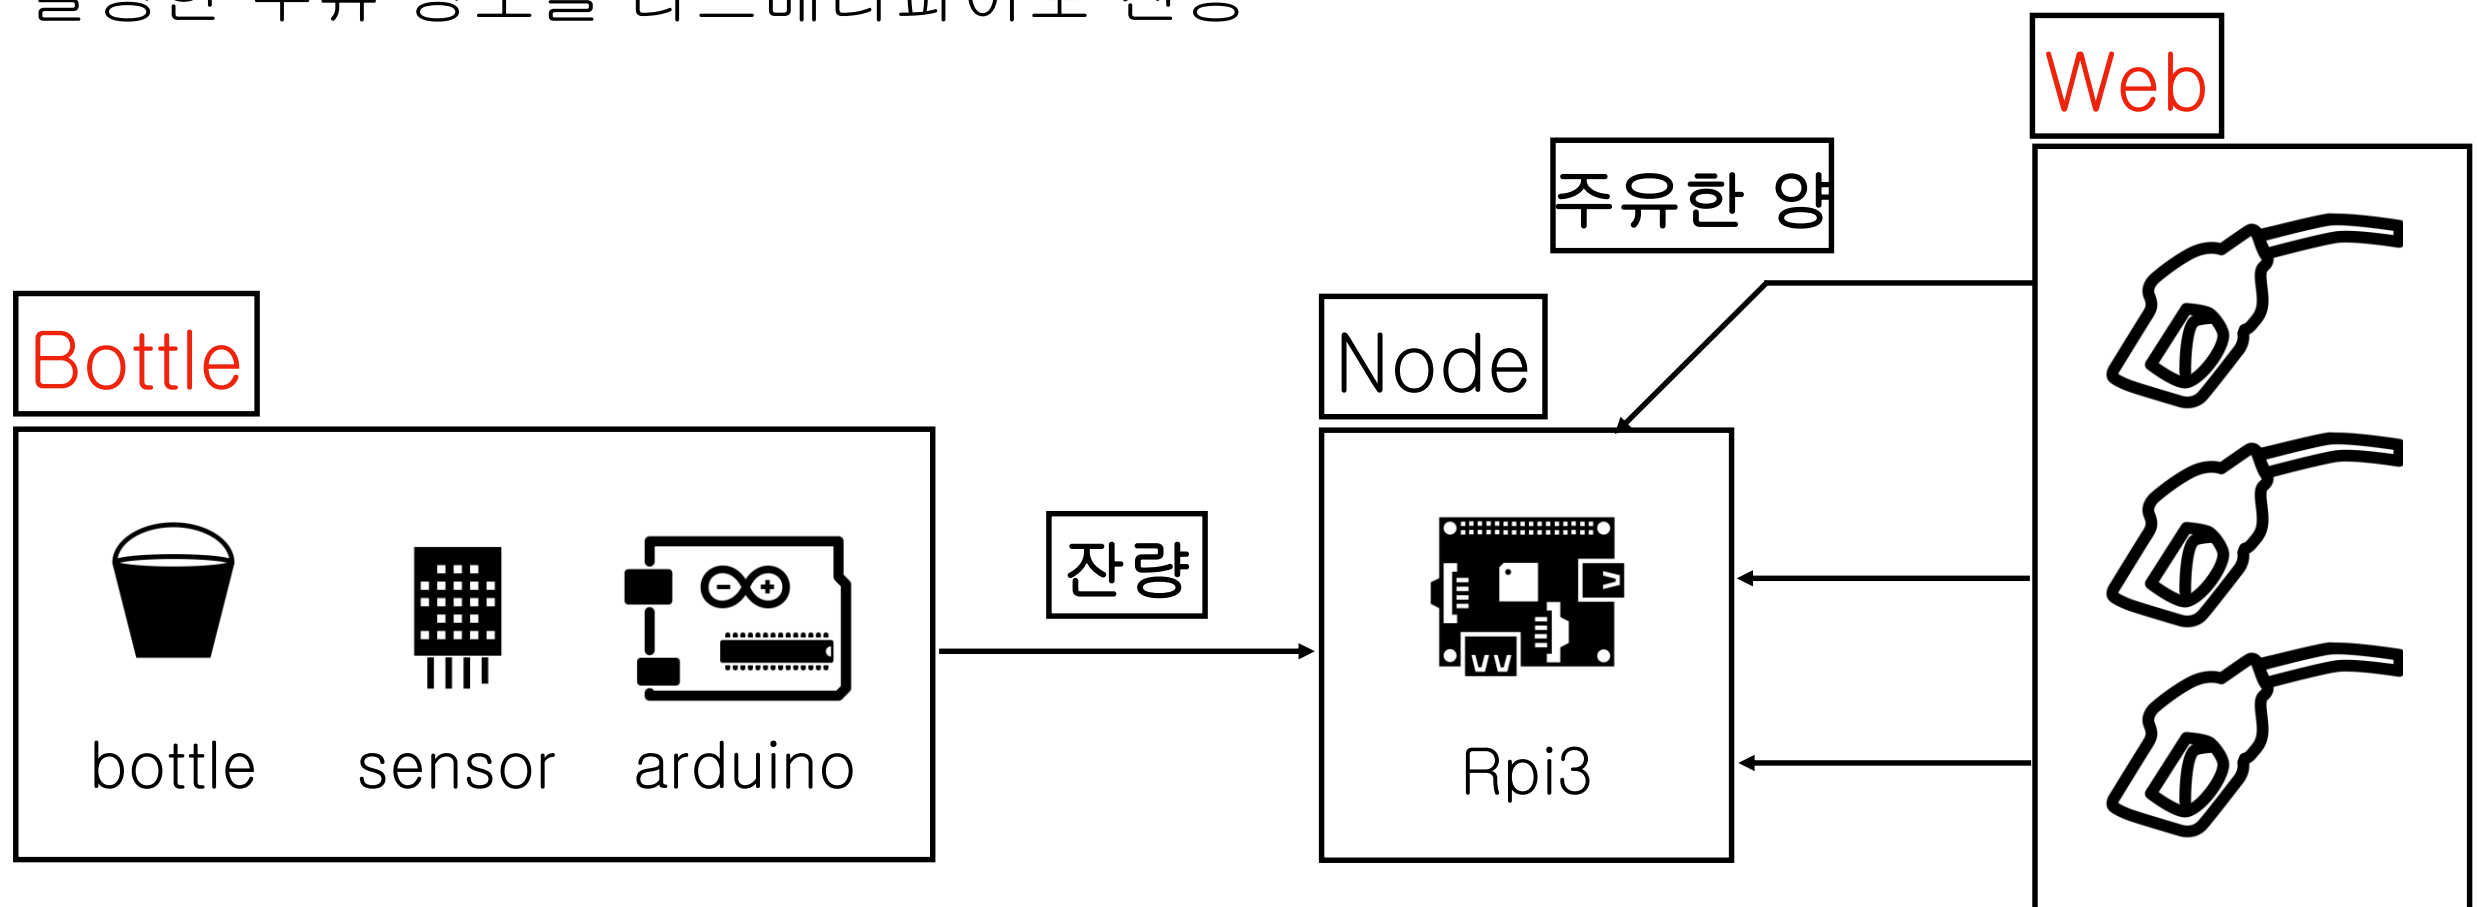 Web
주유한 양
Bottle
Node
잔량
bottle
sensor
arduino
Rpi3